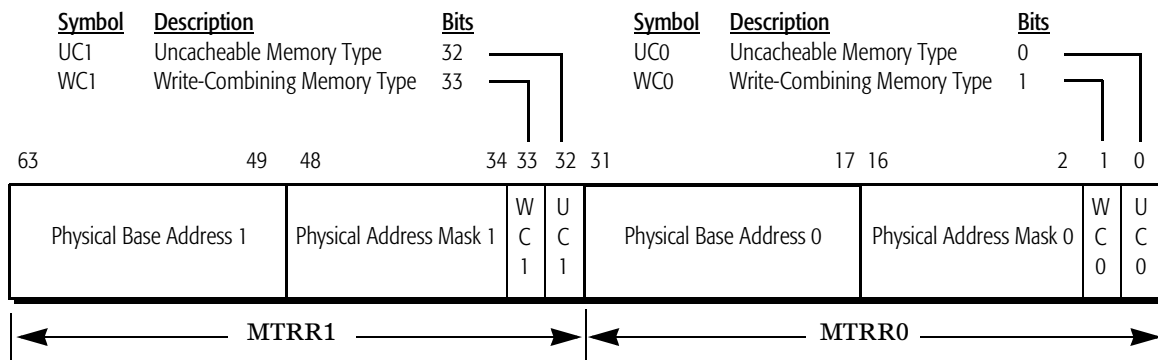 Symbol Description Bits Symbol Description Bits
UC1 Uncacheable Memory Type 32 UC0 Uncacheable Memory Type 0
WC1 Write-Combining Memory Type 33 WC0 Write-Combining Memory Type 1
63 49 48 34 33 32 31 17 16 2 1 0
Physical Base Address 1 Physical Address Mask 1 W C 1 U C 1 Physical Base Address 0 Physical Address Mask 0 W C 0 U C 0
MTRR1 MTRR0